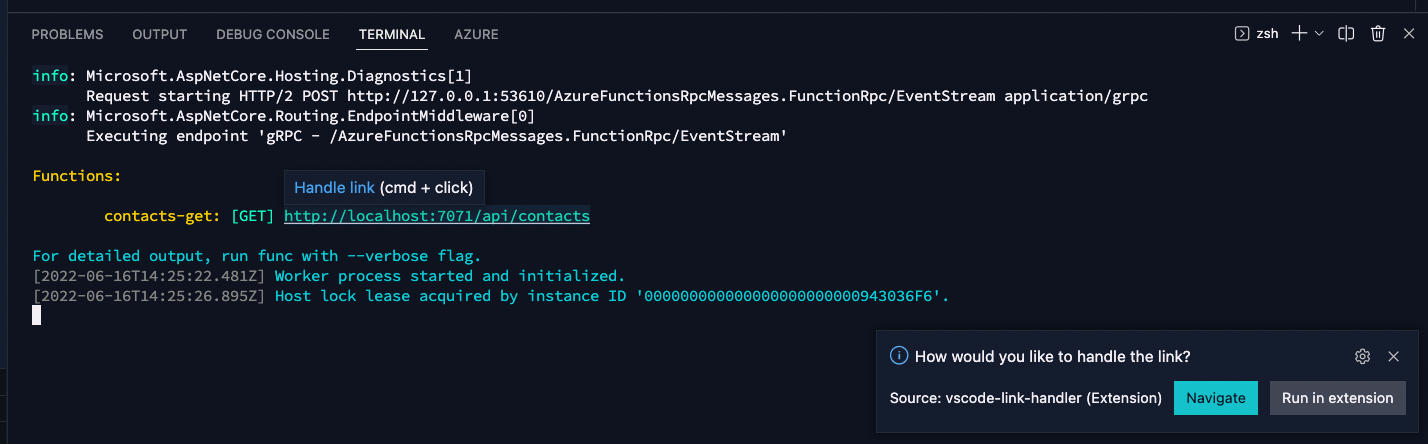 PROBLEMS OUTPUT DEBUG CONSOLE TERMINAL AZURE zsh
info: Microsoft.AspNetCore.Hosting.Diagnostics[1]
Request starting HTTP/2 POST http://127.0.0.1:53610/AzureFunctionsRpcMessages.FunctionRpc/EventStream application/grpc
info: Microsoft.AspNetCore.Routing.EndpointMiddleware[0]
Executing endpoint 'gRPC - /AzureFunctionsRpcMessages.FunctionRpc/EventStream'
Functions:
Handle link (cmd + click)
contacts-get: [GET] http://localhost:7071/api/contacts
For detailed output, run func with --verbose flag.
[2022-06-16T14:25:22.481Z] Worker process started and initialized.
[2022-06-16T14:25:26.895Z] Host lock lease acquired by instance ID '000000000000000000000000943036F6'.
How would you like to handle the link?
Source: vscode-link-handler (Extension) Navigate Run in extension